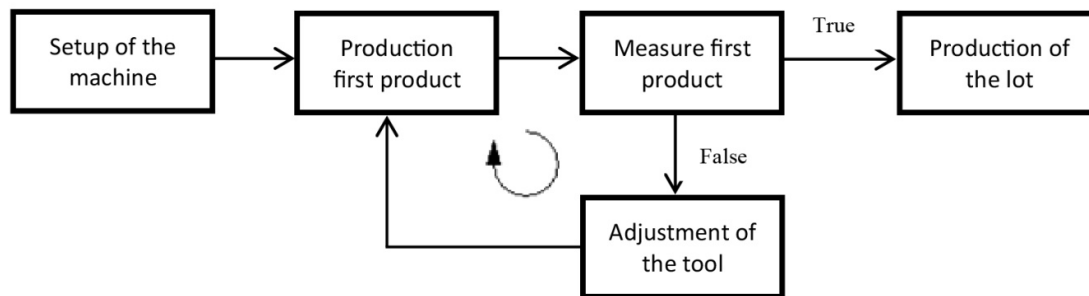 Setup of the
machine
Production
first product
Measure first
product
True
Production of
the lot
False
Adjustment of
the tool